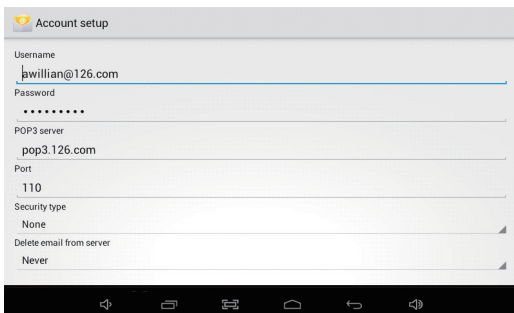 Account setup
Username
awillian@126.com
Password
•••••••••
POP3 server
pop3.126.com
Port
110
Security type
None
Delete email from server
Never